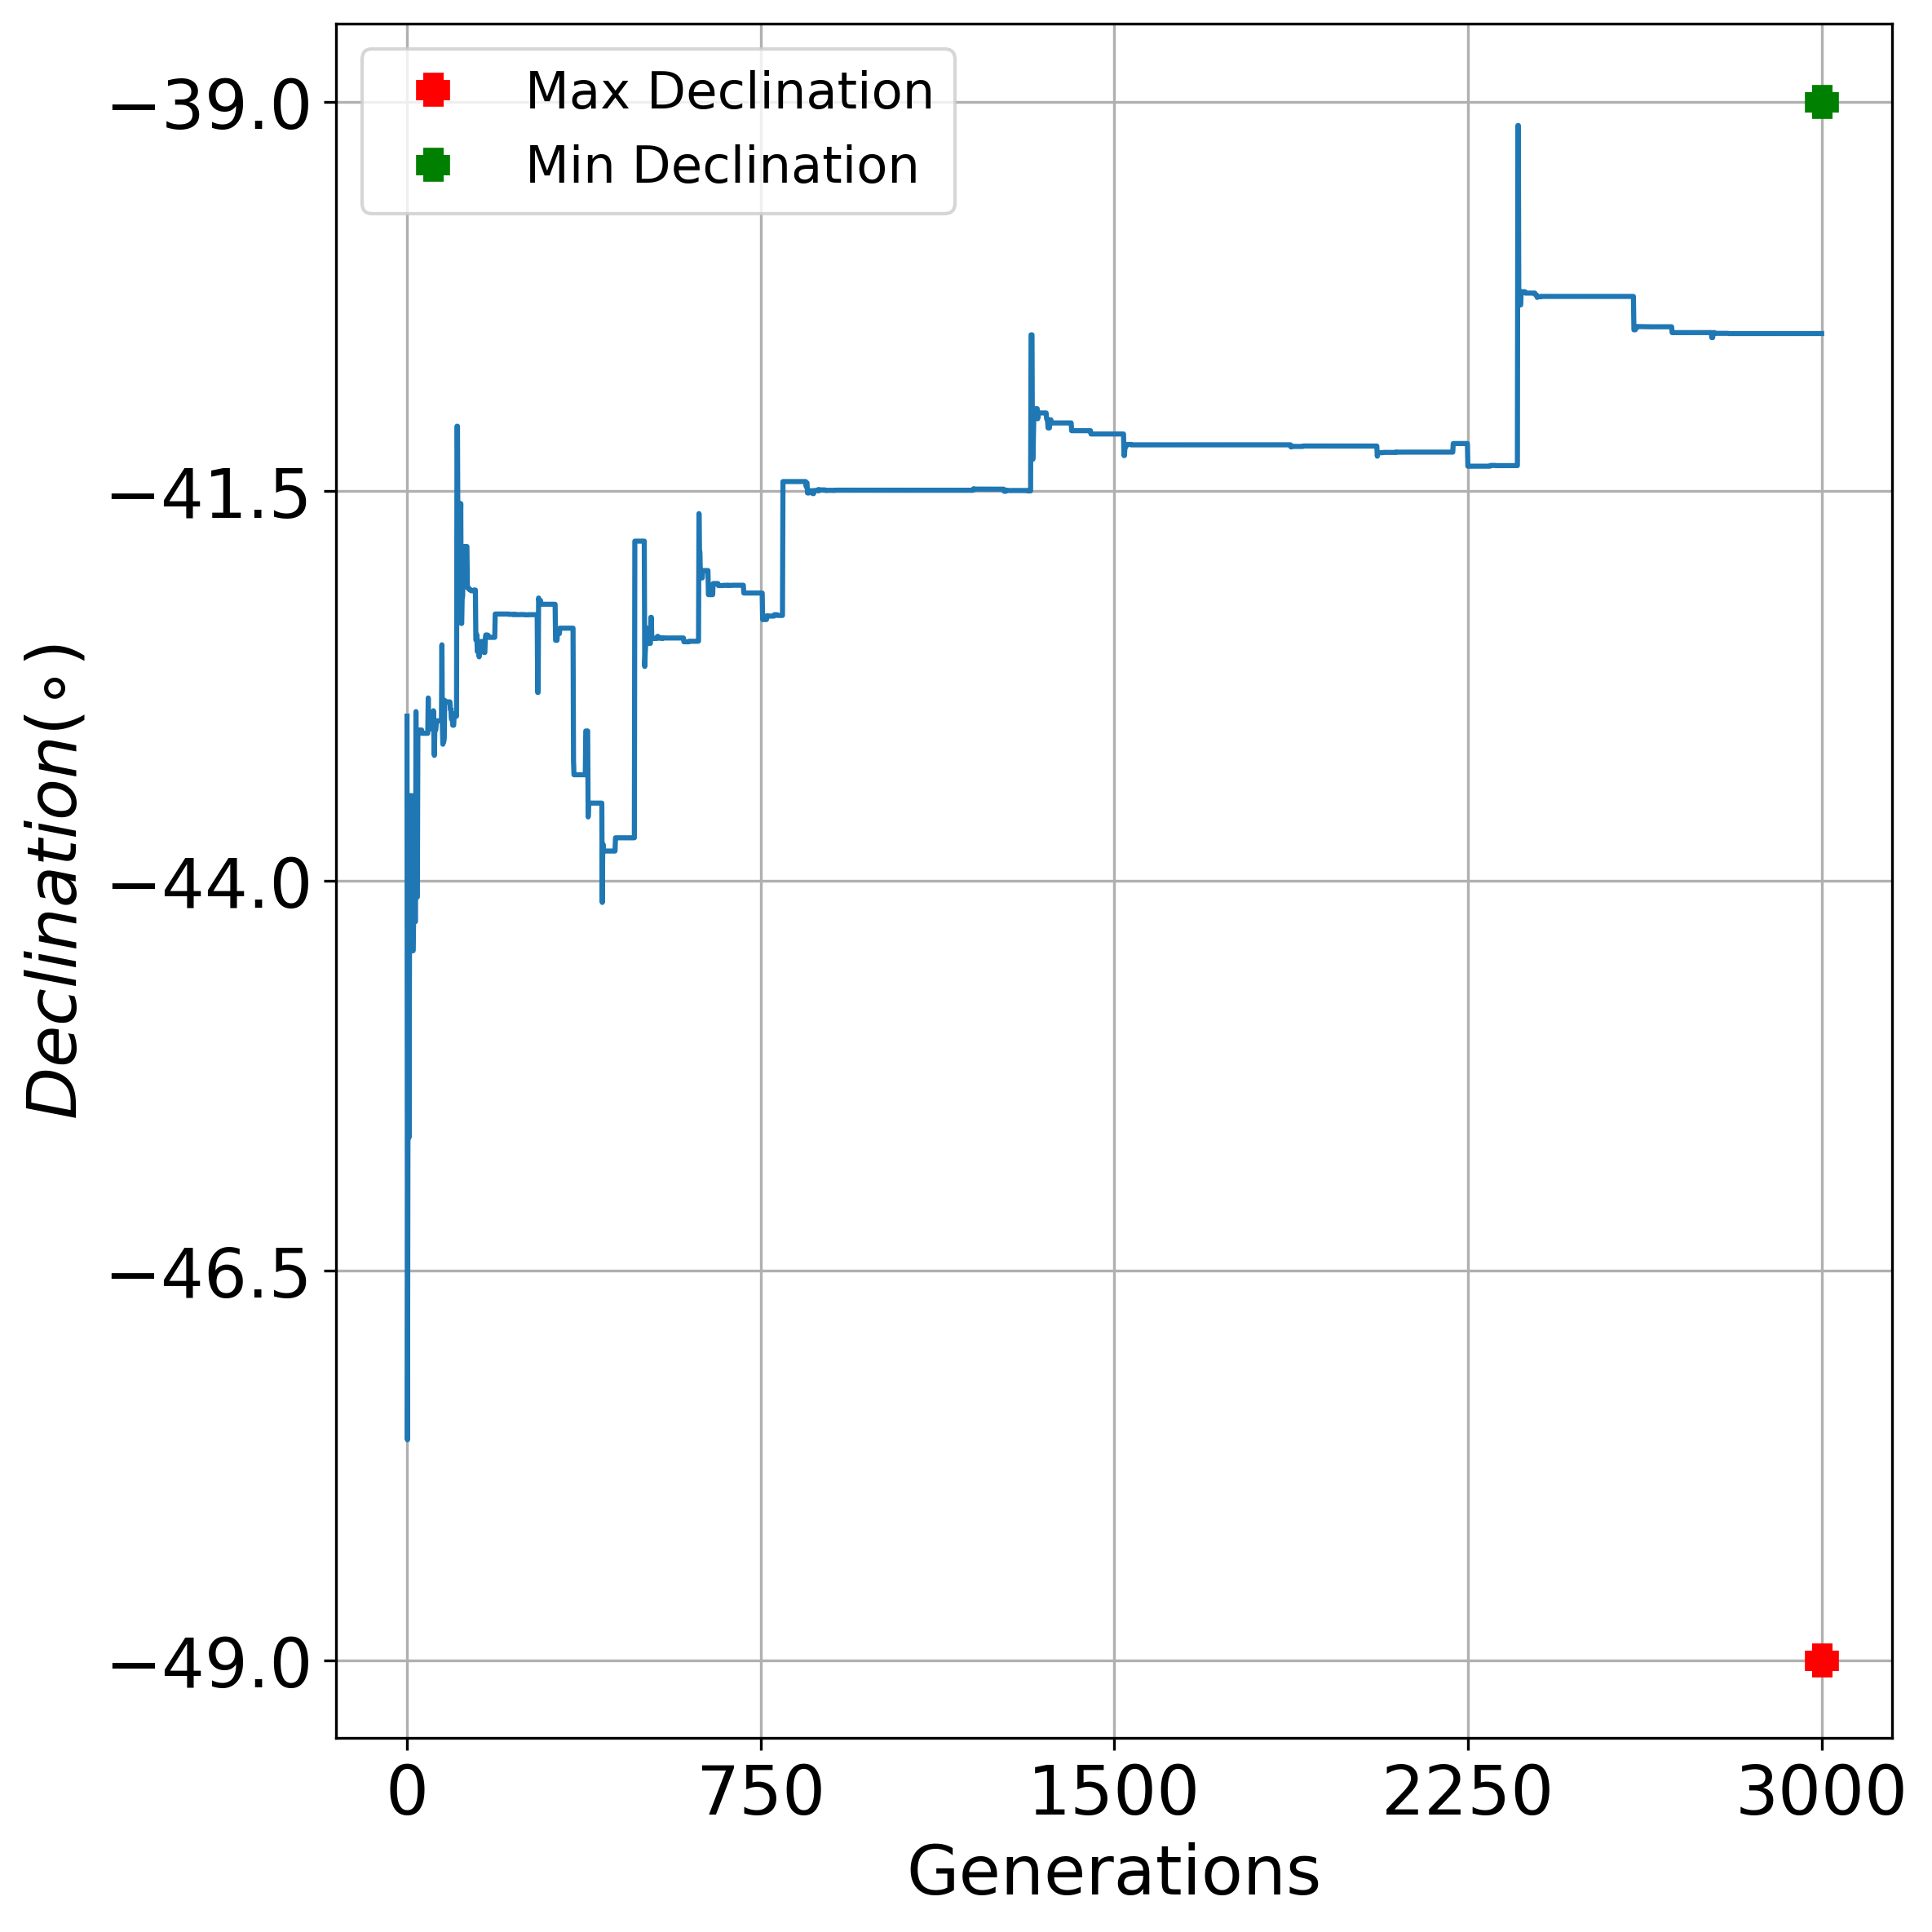 Max Declination
Min Declination
−39.0
−41.5
−44.0
−46.5
−49.0
Declination(∘)
0 750 1500 2250 3000
Generations